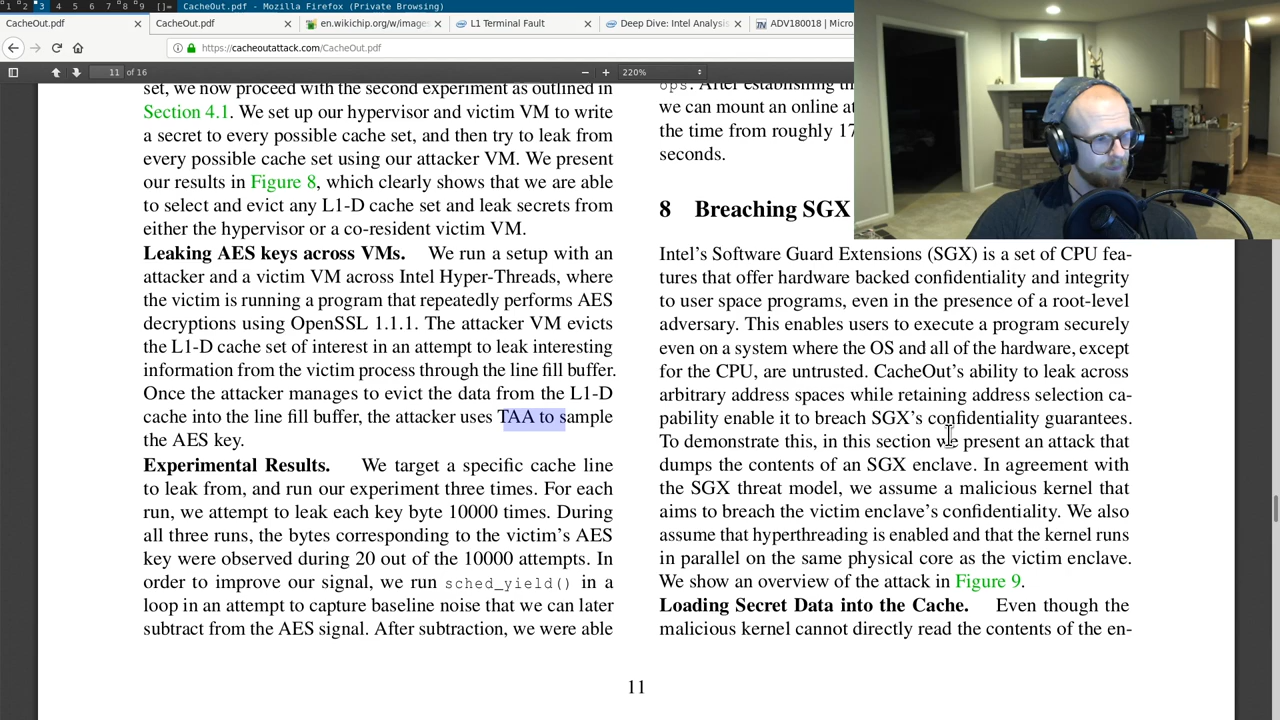 1 2 3 4 5 6 7 8 9 []= CacheOut.pdf - Mozilla Firefox (Private Browsing)
CacheOut.pdf
CacheOut.pdf
en.wikichip.org/w/image
L1 Terminal Fault
Deep Dive: Intel Analysis
ADV180018 | Micro
https://cacheoutattack.com/CacheOut.pdf
11 of 16
220%
set, we now proceed with the second experiment as outlined in
Section 4.1. We set up our hypervisor and victim VM to write
a secret to every possible cache set, and then try to leak from
every possible cache set using our attacker VM. We present
our results in Figure 8, which clearly shows that we are able
to select and evict any L1-D cache set and leak secrets from
either the hypervisor or a co-resident victim VM.
Leaking AES keys across VMs. We run a setup with an
attacker and a victim VM across Intel Hyper-Threads, where
the victim is running a program that repeatedly performs AES
decryptions using OpenSSL 1.1.1. The attacker VM evicts
the L1-D cache set of interest in an attempt to leak interesting
information from the victim process through the line fill buffer.
Once the attacker manages to evict the data from the L1-D
cache into the line fill buffer, the attacker uses TAA to sample
the AES key.
Experimental Results. We target a specific cache line
to leak from, and run our experiment three times. For each
run, we attempt to leak each key byte 10000 times. During
all three runs, the bytes corresponding to the victim's AES
key were observed during 20 out of the 10000 attempts. In
order to improve our signal, we run sched_yield() in a
loop in an attempt to capture baseline noise that we can later
subtract from the AES signal. After subtraction, we were able
ops. After establishing th
we can mount an online at
the time from roughly 17
seconds.
8 Breaching SGX
Intel's Software Guard Extensions (SGX) is a set of CPU fea-
tures that offer hardware backed confidentiality and integrity
to user space programs, even in the presence of a root-level
adversary. This enables users to execute a program securely
even on a system where the OS and all of the hardware, except
for the CPU, are untrusted. CacheOut's ability to leak across
arbitrary address spaces while retaining address selection ca-
pability enable it to breach SGX's confidentiality guarantees.
To demonstrate this, in this section we present an attack that
dumps the contents of an SGX enclave. In agreement with
the SGX threat model, we assume a malicious kernel that
aims to breach the victim enclave's confidentiality. We also
assume that hyperthreading is enabled and that the kernel runs
in parallel on the same physical core as the victim enclave.
We show an overview of the attack in Figure 9.
Loading Secret Data into the Cache. Even though the
malicious kernel cannot directly read the contents of the en-
11